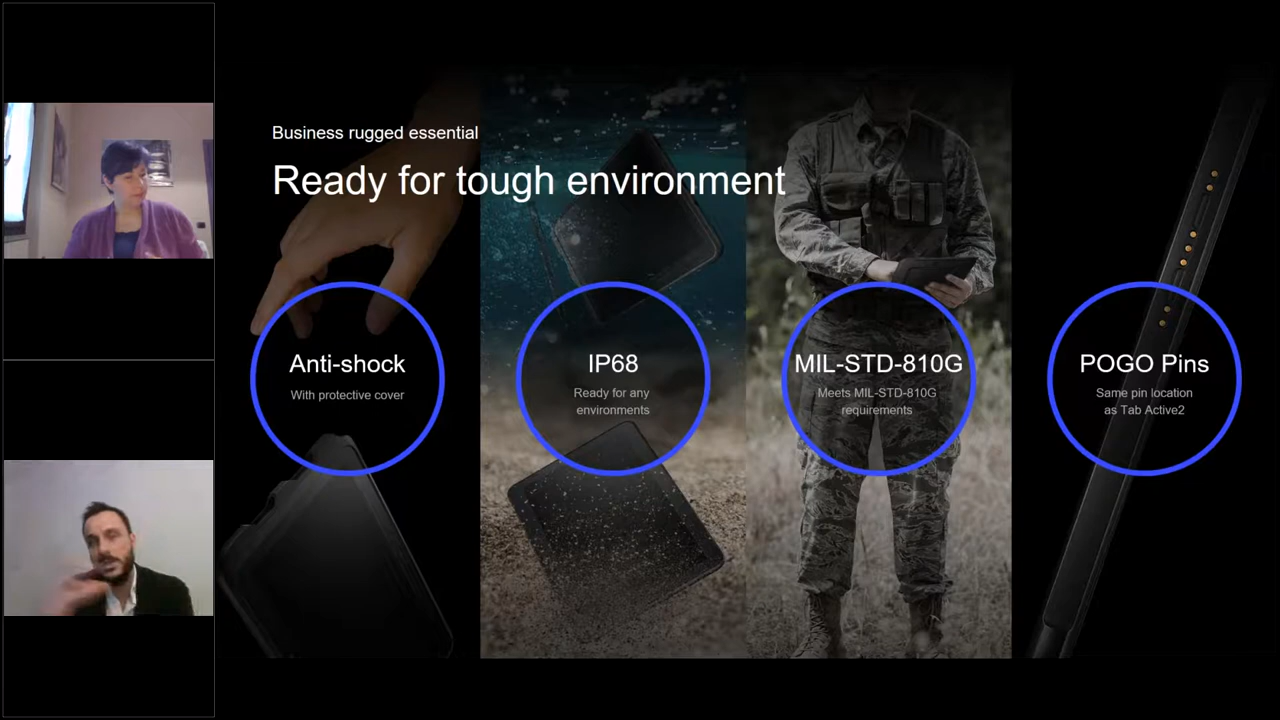 Business rugged essential
Ready for tough environment
Anti-shock
With protective cover
IP68
Ready for any
environments
MIL-STD-810G
Meets MIL-STD-810G
requirements
POGO Pins
Same pin location
as Tab Active2